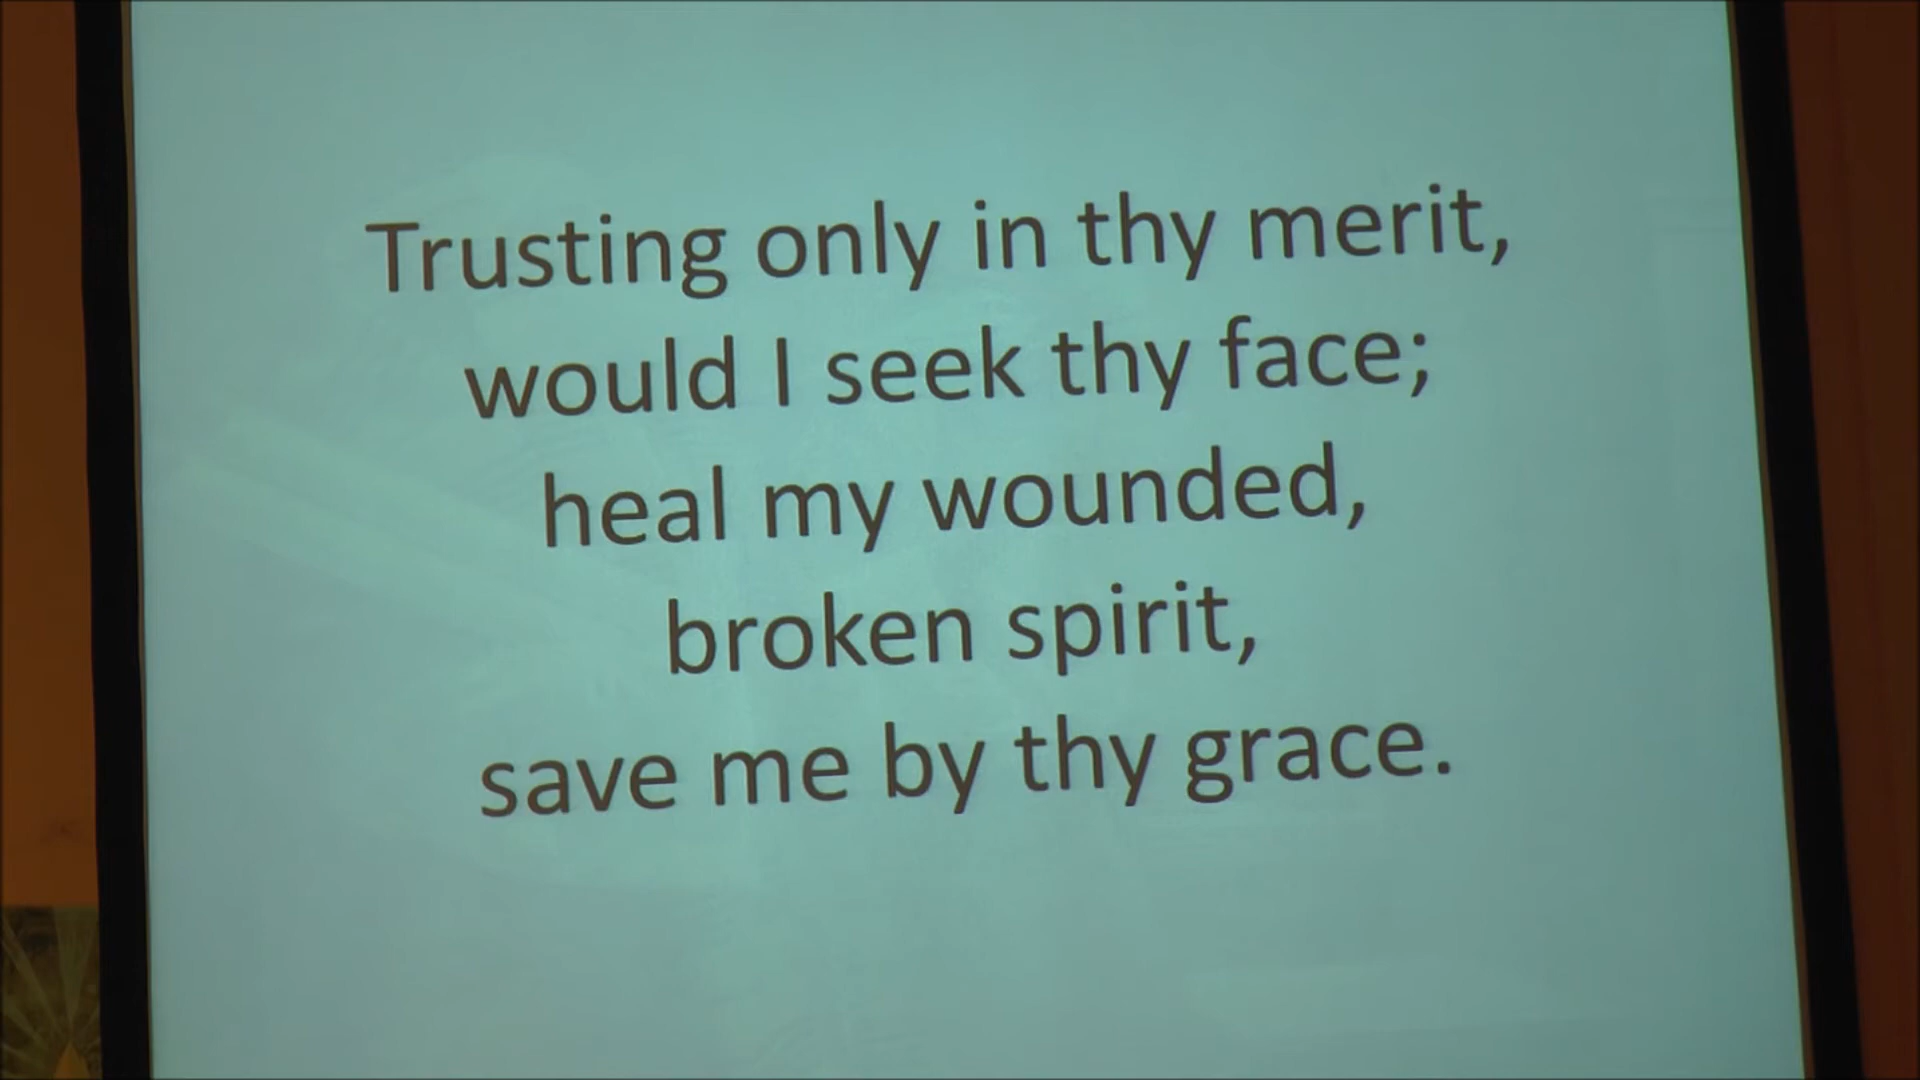 Trusting only in thy merit,
would I seek thy face;
heal my wounded,
broken spirit,
save me by thy grace.